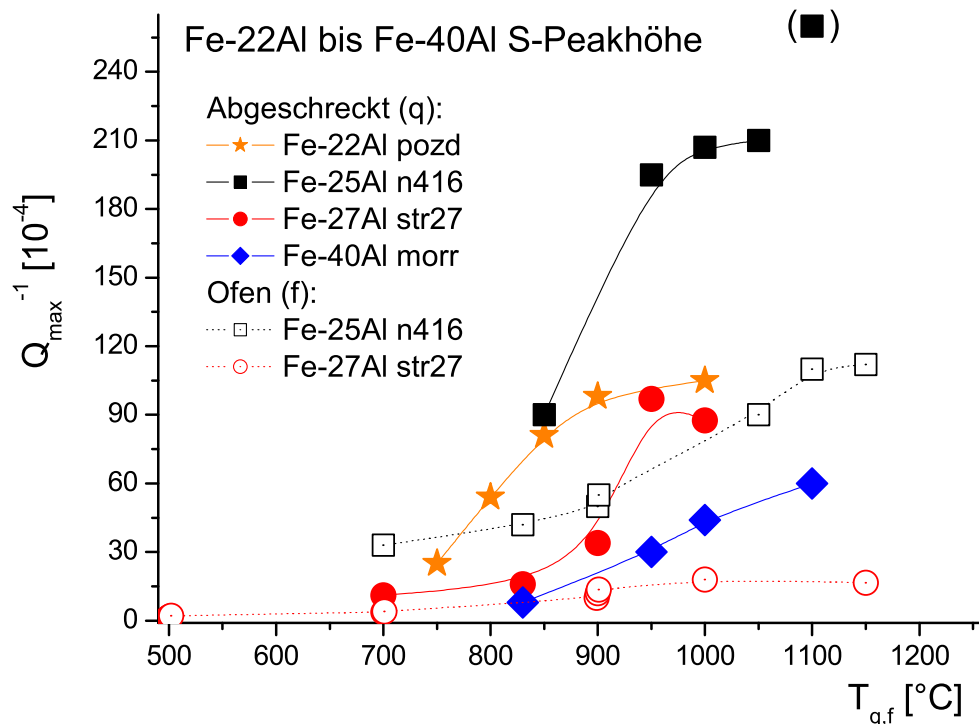 Fe-22Al bis Fe-40Al S-Peakhöhe
(■)
Abgeschreckt (q):
Fe-22Al pozd
Fe-25Al n416
Fe-27Al str27
Fe-40Al morr
Ofen (f):
Fe-25Al n416
Fe-27Al str27
Qmax-1 [10-4]
240
210
180
150
120
90
60
30
0
500 600 700 800 900 1000 1100 1200
Tq,f [°C]